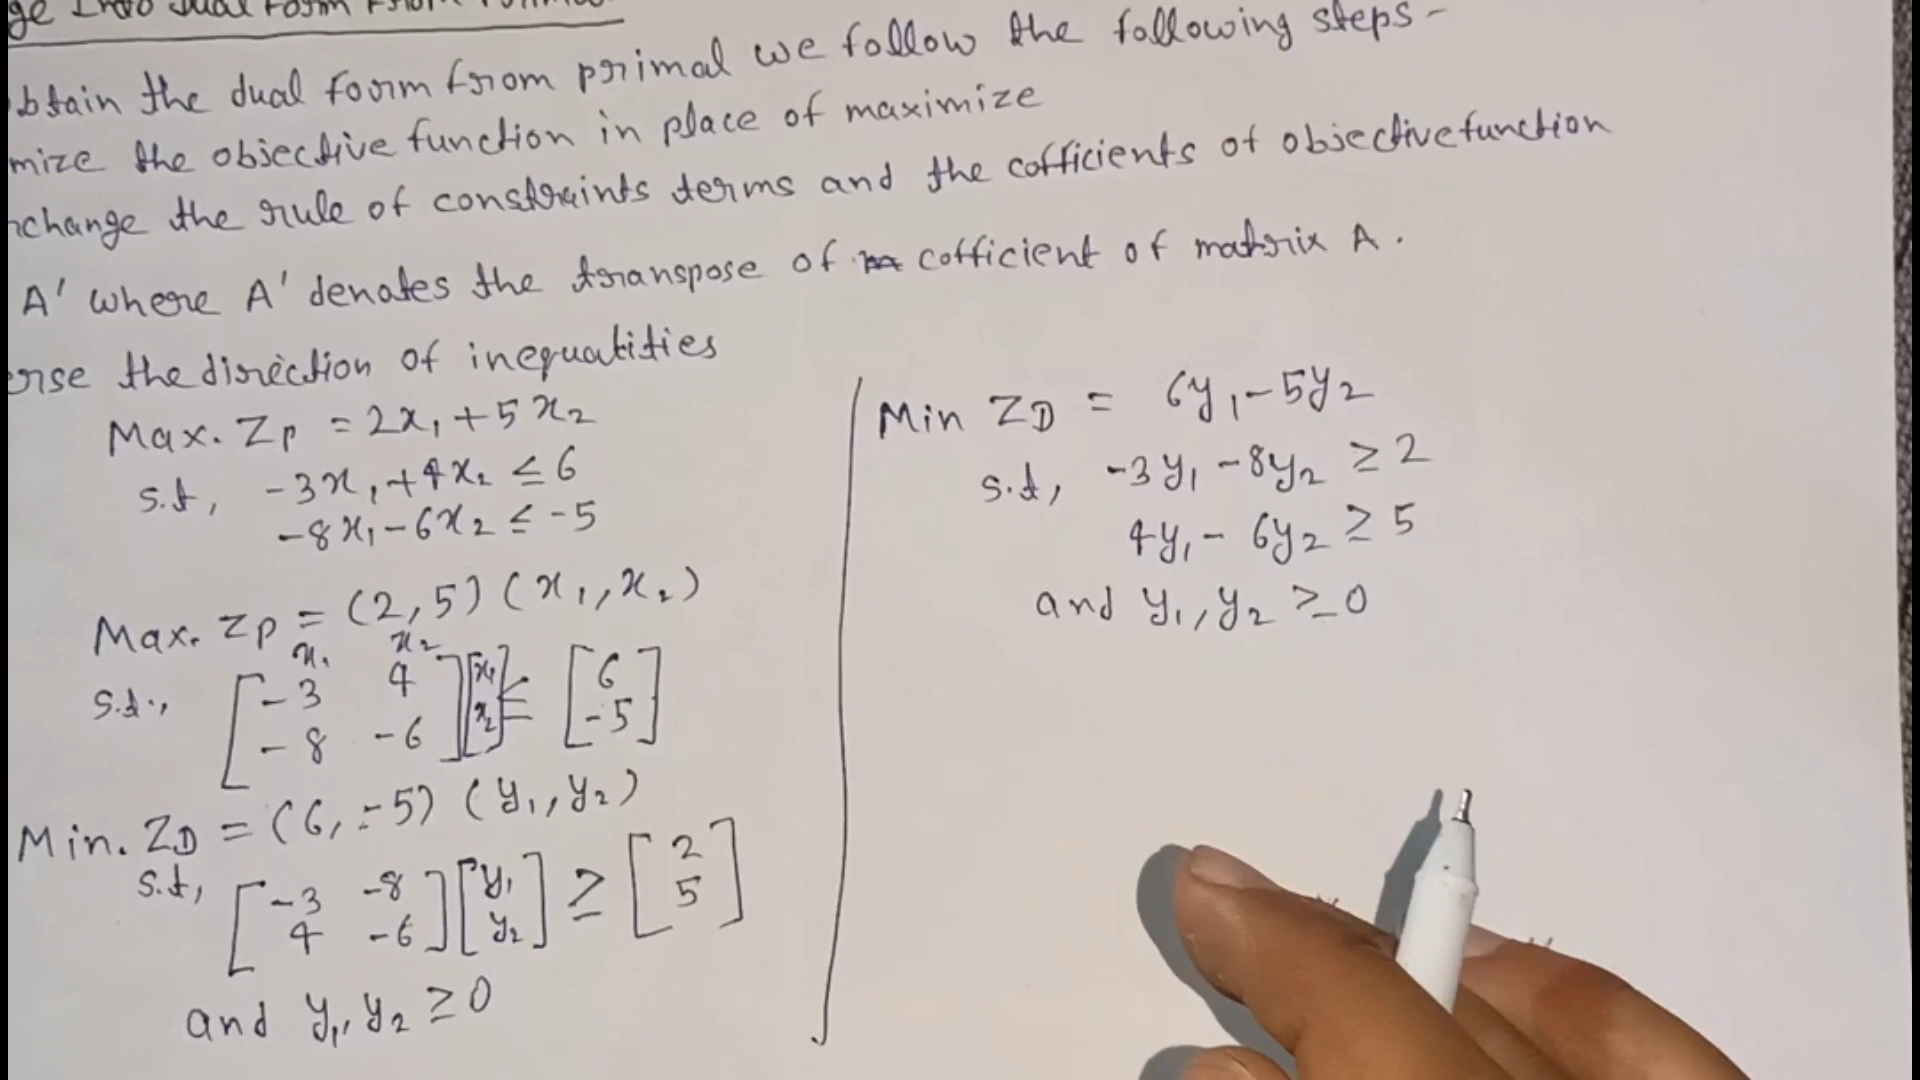 ge Into dual Form From
btain the dual form from primal we follow the following steps -
mize the objective function in place of maximize
change the rule of constraints terms and the cofficients of objective function
A' where A' denotes the transpose of cofficient of matrix A.
erse the direction of inequatities
Max. Zp = 2x₁ + 5x₂
s.t, -3x₁ + 4x₂ ≤ 6
-8x₁ - 6x₂ ≤ -5
Max. Zp = (2, 5) (x₁, x₂)
x₁ x₂
s.t., [-3 4] [x₁] ≤ [6]
[-8 -6] [x₂] [-5]
Min. ZD = (6, -5) (y₁, y₂)
s.t, [-3 -8] [y₁] ≥ [2]
[4 -6] [y₂] [5]
and y₁, y₂ ≥ 0
Min ZD = 6y₁ - 5y₂
s.t, -3y₁ - 8y₂ ≥ 2
4y₁ - 6y₂ ≥ 5
and y₁, y₂ ≥ 0